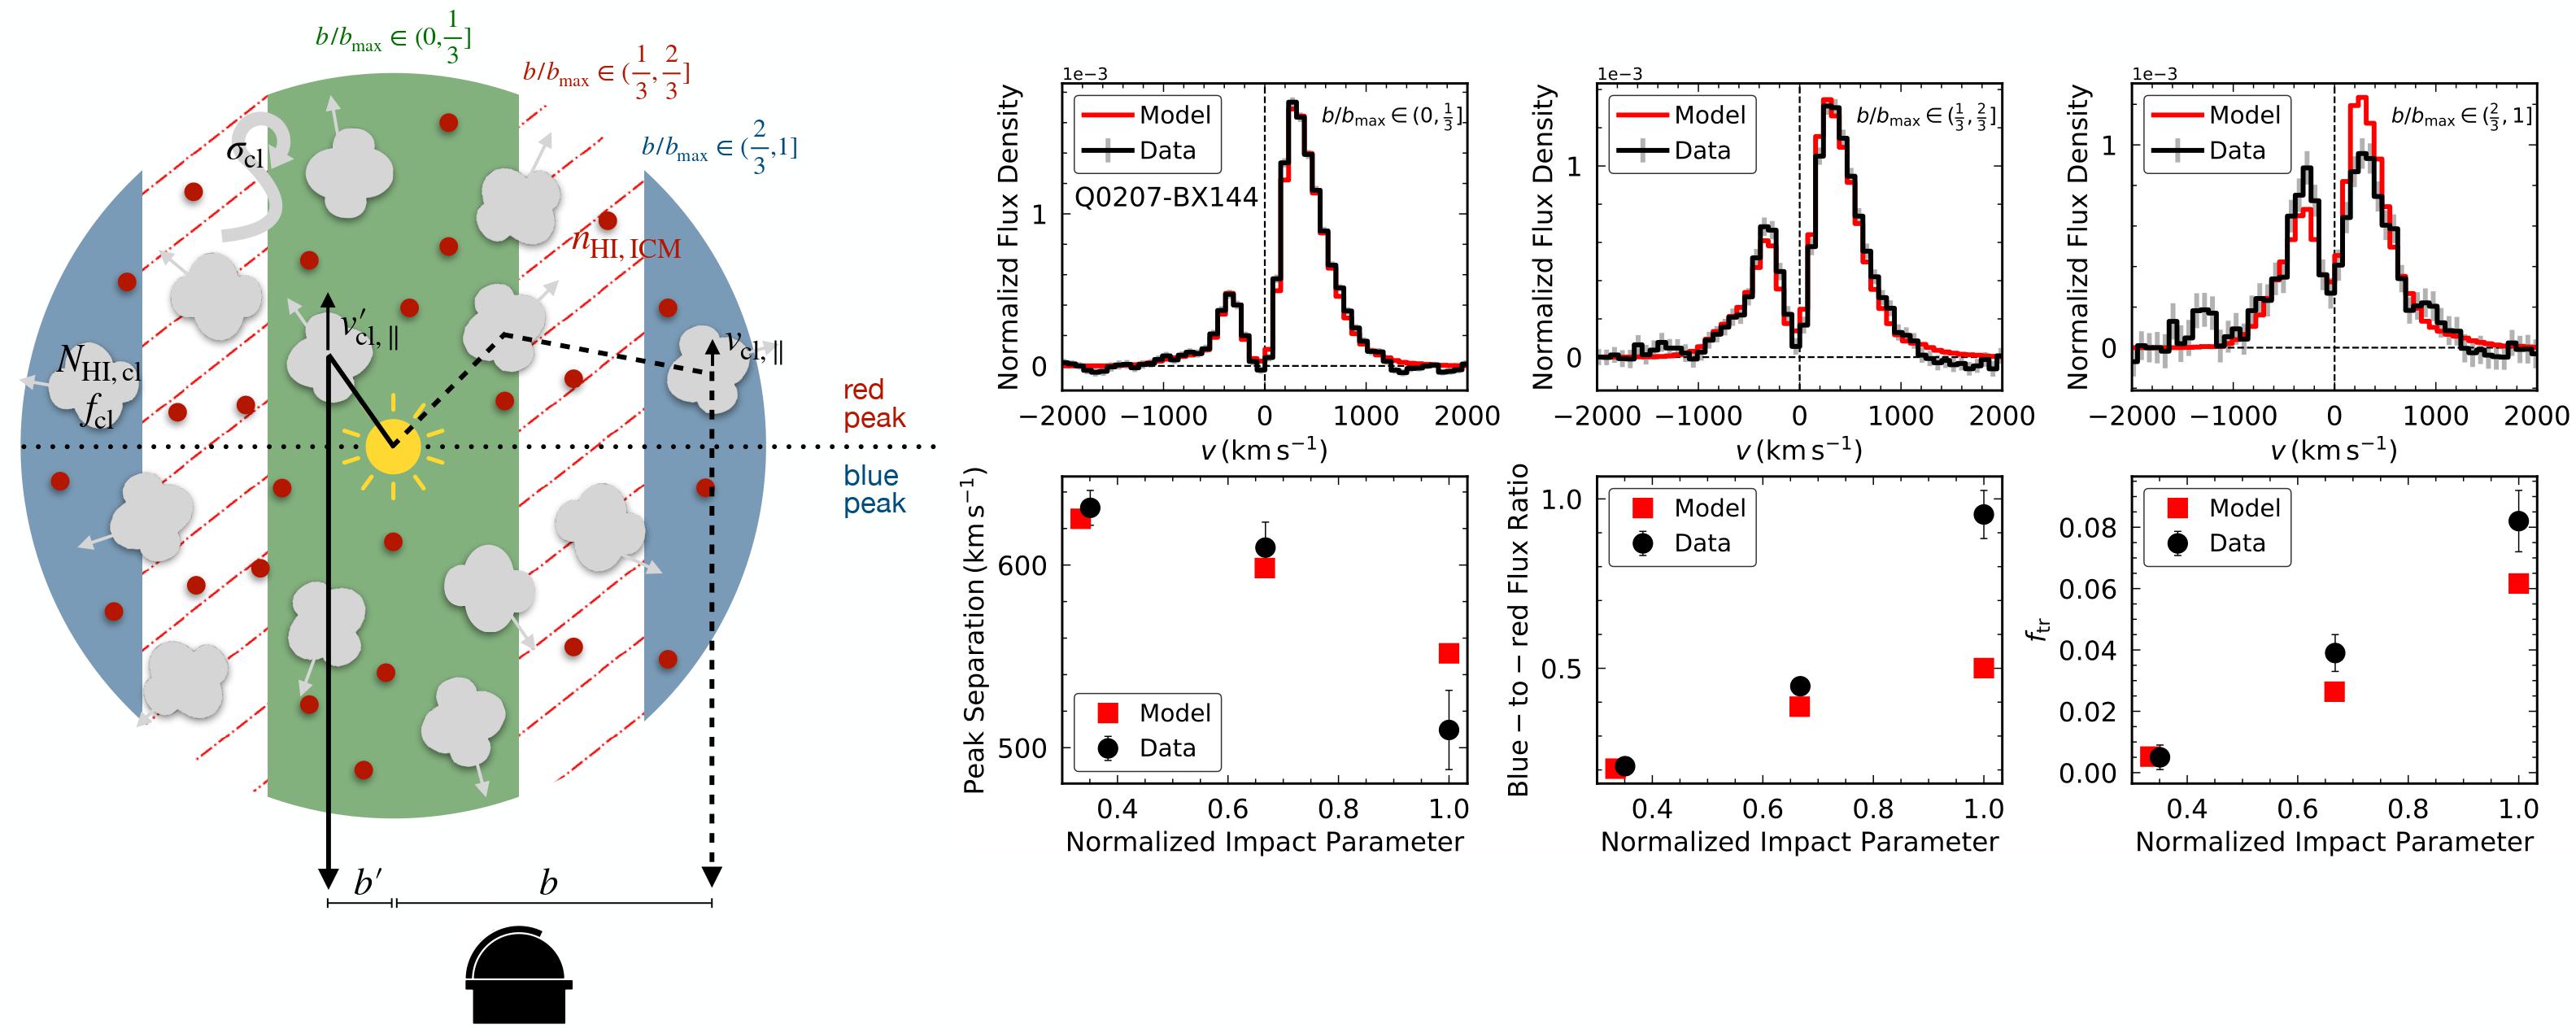 b/b_max ∈ (0, 1/3]
b/b_max ∈ (1/3, 2/3]
b/b_max ∈ (2/3, 1]
σ_cl
n_HI, ICM
v′_cl, ∥
v_cl, ∥
N_HI, cl
f_cl
red
peak
blue
peak
b′
b
1e−3
Model
Data
b/b_max ∈ (0, 1/3]
Q0207-BX144
Normalizd Flux Density
1
0
−2000 −1000 0 1000 2000
v (km s⁻¹)
1e−3
Model
Data
b/b_max ∈ (1/3, 2/3]
Normalizd Flux Density
1
0
−2000 −1000 0 1000 2000
v (km s⁻¹)
1e−3
Model
Data
b/b_max ∈ (2/3, 1]
Normalizd Flux Density
1
0
−2000 −1000 0 1000 2000
v (km s⁻¹)
Peak Separation (km s⁻¹)
600
500
Model
Data
0.4 0.6 0.8 1.0
Normalized Impact Parameter
Blue − to − red Flux Ratio
1.0
0.5
Model
Data
0.4 0.6 0.8 1.0
Normalized Impact Parameter
f_tr
0.08
0.06
0.04
0.02
0.00
Model
Data
0.4 0.6 0.8 1.0
Normalized Impact Parameter